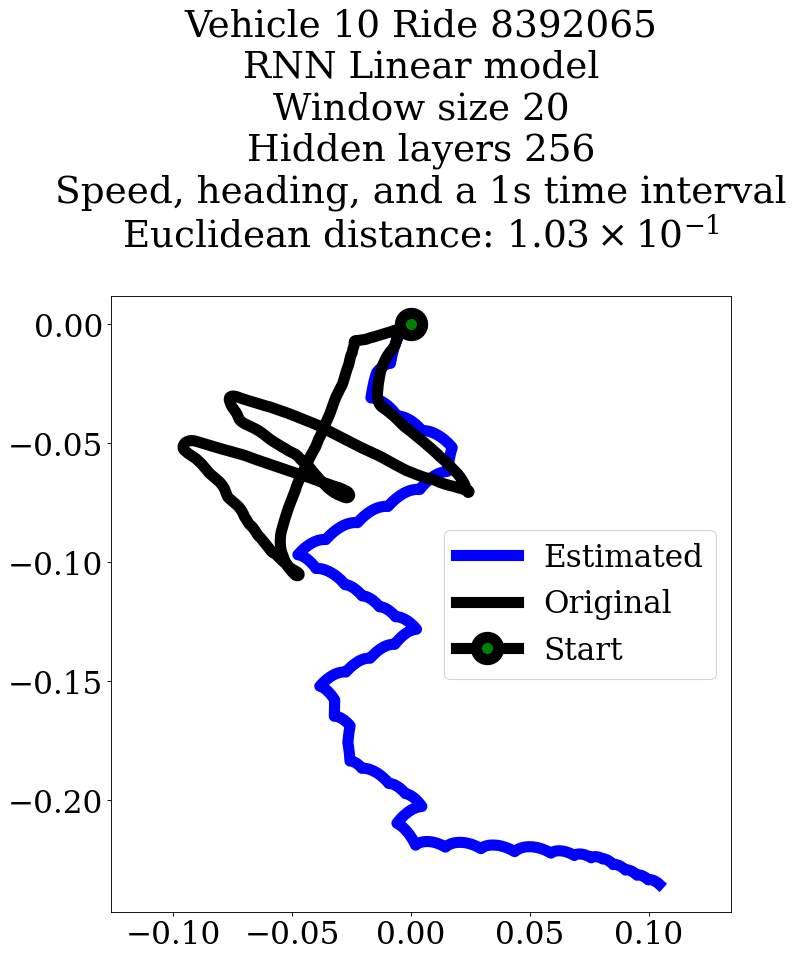 Vehicle 10 Ride 8392065
RNN Linear model
Window size 20
Hidden layers 256
Speed, heading, and a 1s time interval
Euclidean distance: 1.03 × 10⁻¹
0.00
−0.05
−0.10
−0.15
−0.20
Estimated
Original
Start
−0.10 −0.05 0.00 0.05 0.10